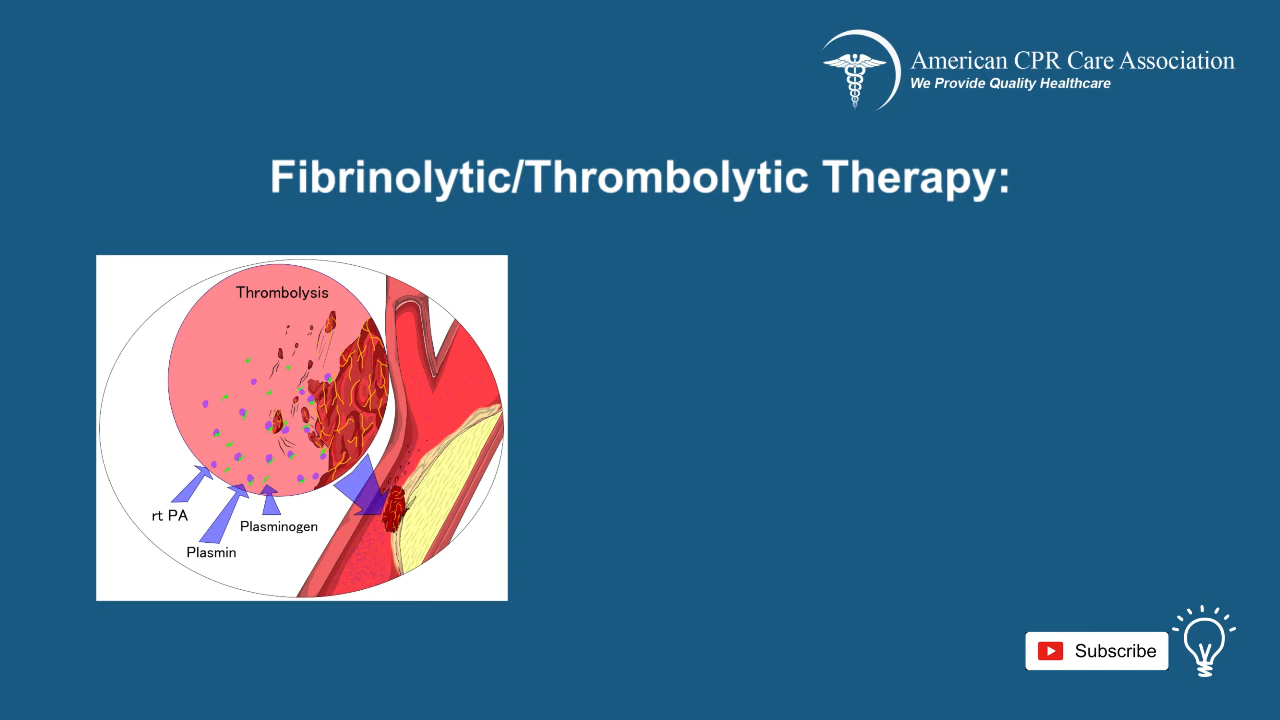 American CPR Care Association
We Provide Quality Healthcare
Fibrinolytic/Thrombolytic Therapy:
Thrombolysis
rt PA
Plasminogen
Plasmin
Subscribe